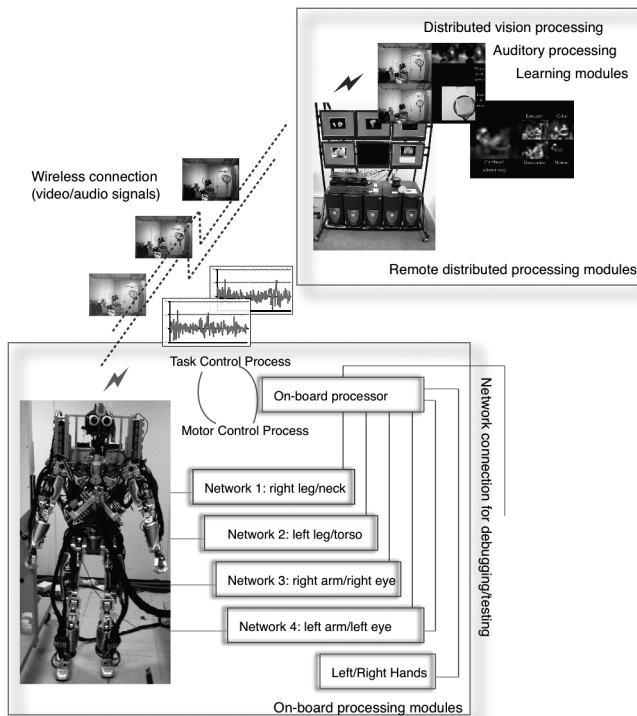 Distributed vision processing
Auditory processing
Learning modules
Wireless connection
(video/audio signals)
Remote distributed processing modules
Task Control Process
On-board processor
Motor Control Process
Network 1: right leg/neck
Network 2: left leg/torso
Network 3: right arm/right eye
Network 4: left arm/left eye
Left/Right Hands
On-board processing modules
Network connection for debugging/testing